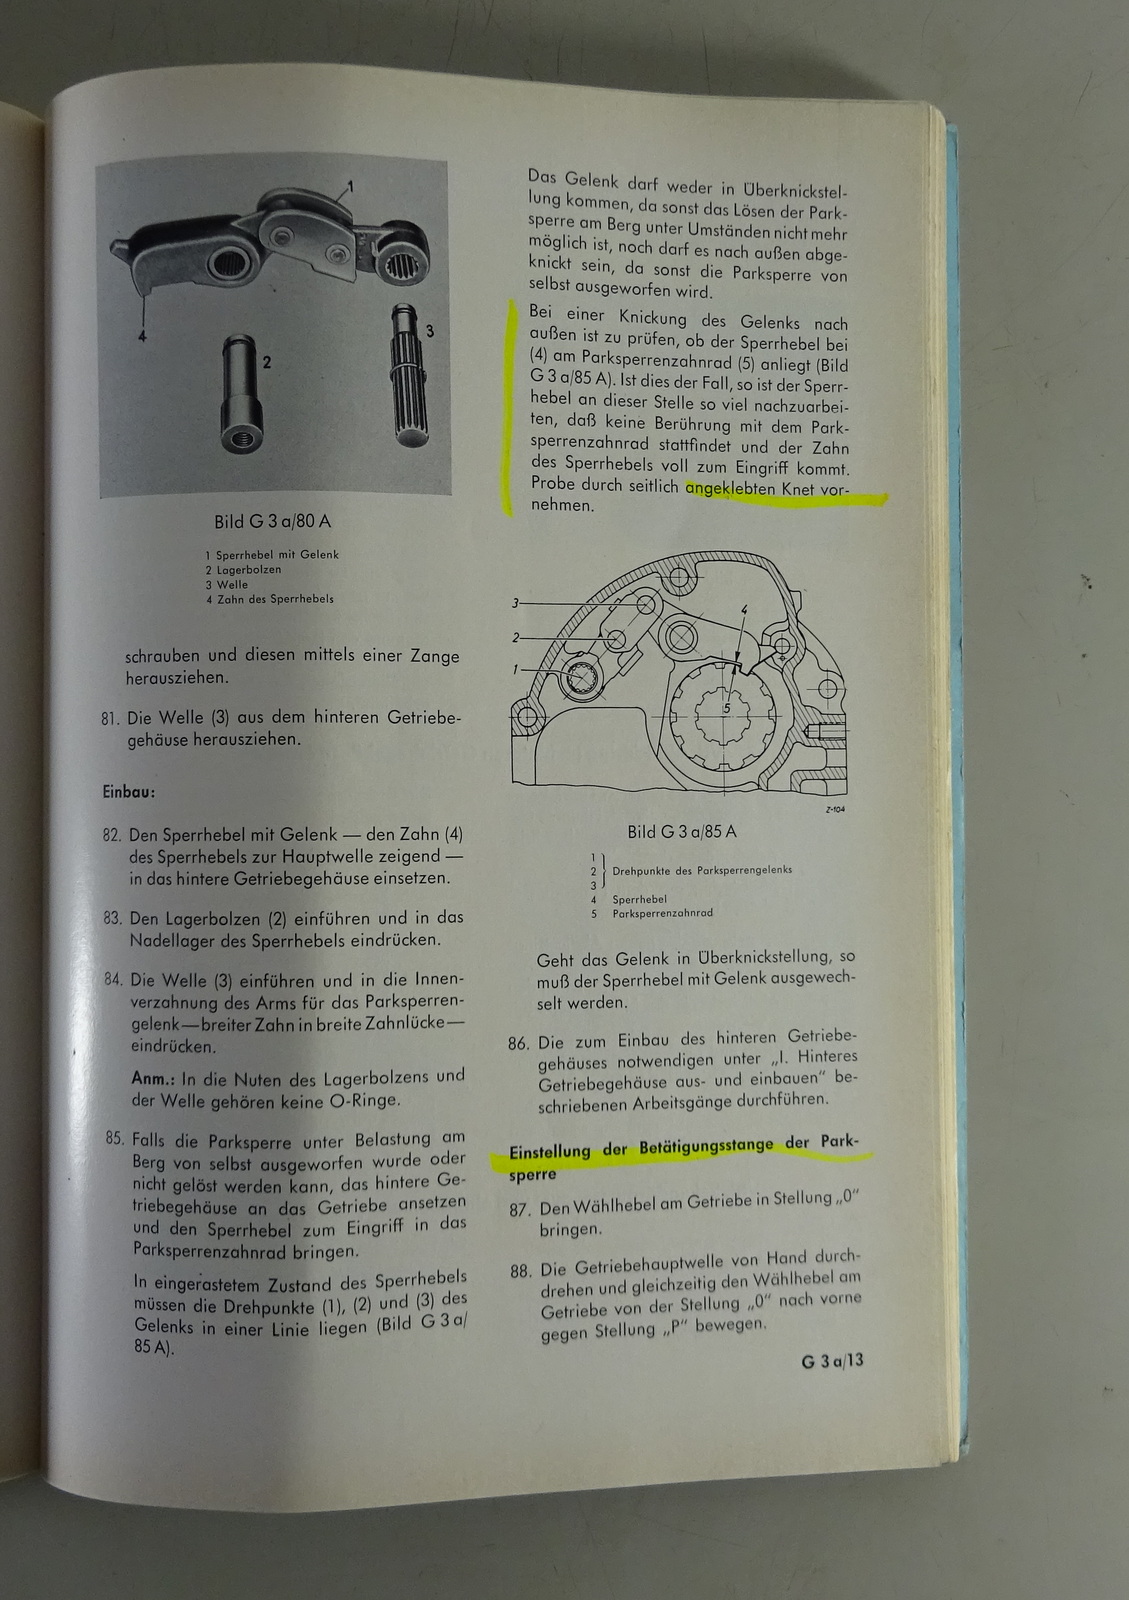 1
4
2
3
Bild G 3 a/80 A
1 Sperrhebel mit Gelenk
2 Lagerbolzen
3 Welle
4 Zahn des Sperrhebels
schrauben und diesen mittels einer Zange
herausziehen.
81. Die Welle (3) aus dem hinteren Getriebe-
gehäuse herausziehen.
Einbau:
82. Den Sperrhebel mit Gelenk — den Zahn (4)
des Sperrhebels zur Hauptwelle zeigend —
in das hintere Getriebegehäuse einsetzen.
83. Den Lagerbolzen (2) einführen und in das
Nadellager des Sperrhebels eindrücken.
84. Die Welle (3) einführen und in die Innen-
verzahnung des Arms für das Parksperren-
gelenk — breiter Zahn in breite Zahnlücke —
eindrücken.
Anm.: In die Nuten des Lagerbolzens und
der Welle gehören keine O-Ringe.
85. Falls die Parksperre unter Belastung am
Berg von selbst ausgeworfen wurde oder
nicht gelöst werden kann, das hintere Ge-
triebegehäuse an das Getriebe ansetzen
und den Sperrhebel zum Eingriff in das
Parksperrenzahnrad bringen.
In eingerastetem Zustand des Sperrhebels
müssen die Drehpunkte (1), (2) und (3) des
Gelenks in einer Linie liegen (Bild G 3 a/
85 A).
Das Gelenk darf weder in Überknickstel-
lung kommen, da sonst das Lösen der Park-
sperre am Berg unter Umständen nicht mehr
möglich ist, noch darf es nach außen abge-
knickt sein, da sonst die Parksperre von
selbst ausgeworfen wird.
Bei einer Knickung des Gelenks nach
außen ist zu prüfen, ob der Sperrhebel bei
(4) am Parksperrenzahnrad (5) anliegt (Bild
G 3 a/85 A). Ist dies der Fall, so ist der Sperr-
hebel an dieser Stelle so viel nachzuarbei-
ten, daß keine Berührung mit dem Park-
sperrenzahnrad stattfindet und der Zahn
des Sperrhebels voll zum Eingriff kommt.
Probe durch seitlich angeklebten Knet vor-
nehmen.
3
4
2
1
5
Z-104
Bild G 3 a/85 A
1
2 Drehpunkte des Parksperrengelenks
3
4 Sperrhebel
5 Parksperrenzahnrad
Geht das Gelenk in Überknickstellung, so
muß der Sperrhebel mit Gelenk ausgewech-
selt werden.
86. Die zum Einbau des hinteren Getriebe-
gehäuses notwendigen unter „I. Hinteres
Getriebegehäuse aus- und einbauen“ be-
schriebenen Arbeitsgänge durchführen.
Einstellung der Betätigungsstange der Park-
sperre
87. Den Wählhebel am Getriebe in Stellung „0“
bringen.
88. Die Getriebehauptwelle von Hand durch-
drehen und gleichzeitig den Wählhebel am
Getriebe von der Stellung „0“ nach vorne
gegen Stellung „P“ bewegen.
G 3 a/13